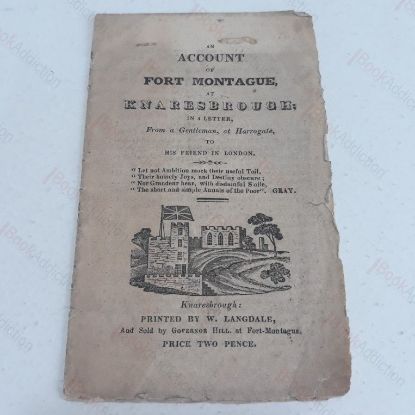 AN
ACCOUNT
OF
FORT MONTAGUE,
AT
KNARESBROUGH;
IN A LETTER,
From a Gentleman, at Harrogate,
TO
HIS FRIEND IN LONDON.
"Let not Ambition mock their useful Toil,
"Their homely Joys, and Destiny obscure;
"Nor Grandeur hear, with disdainful Smile,
"The short and simple Annals of the Poor". GRAY.
Knaresbrough:
PRINTED BY W. LANGDALE,
And Sold by GOVERNOR HILL, at Fort-Montague.
PRICE TWO PENCE.